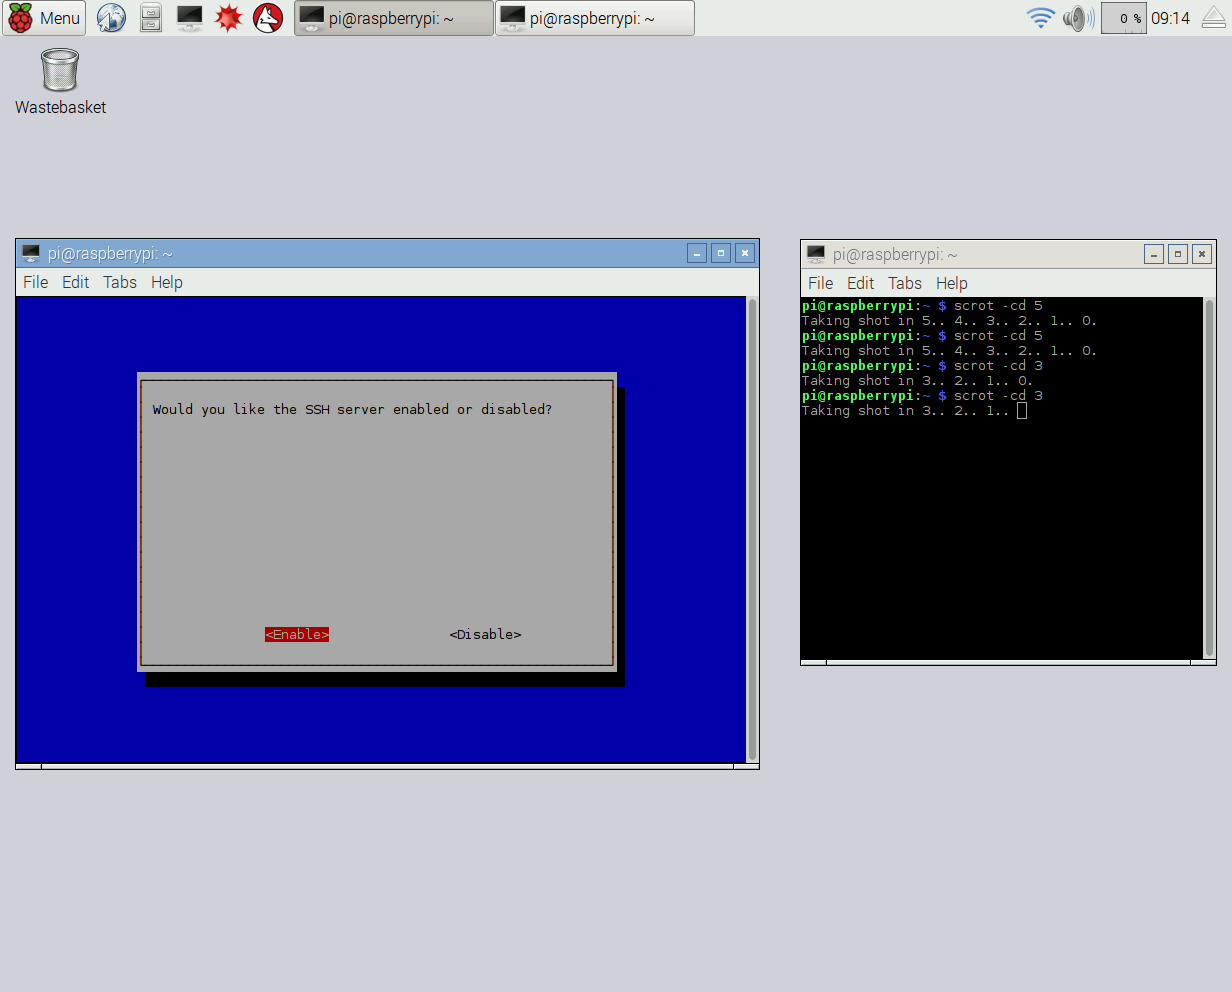 Menu
pi@raspberrypi: ~
pi@raspberrypi: ~
0 %
09:14
Wastebasket
pi@raspberrypi: ~
File Edit Tabs Help
Would you like the SSH server enabled or disabled?
<Enable> <Disable>
pi@raspberrypi: ~
File Edit Tabs Help
pi@raspberrypi:~ $ scrot -cd 5
Taking shot in 5.. 4.. 3.. 2.. 1.. 0.
pi@raspberrypi:~ $ scrot -cd 5
Taking shot in 5.. 4.. 3.. 2.. 1.. 0.
pi@raspberrypi:~ $ scrot -cd 3
Taking shot in 3.. 2.. 1.. 0.
pi@raspberrypi:~ $ scrot -cd 3
Taking shot in 3.. 2.. 1..